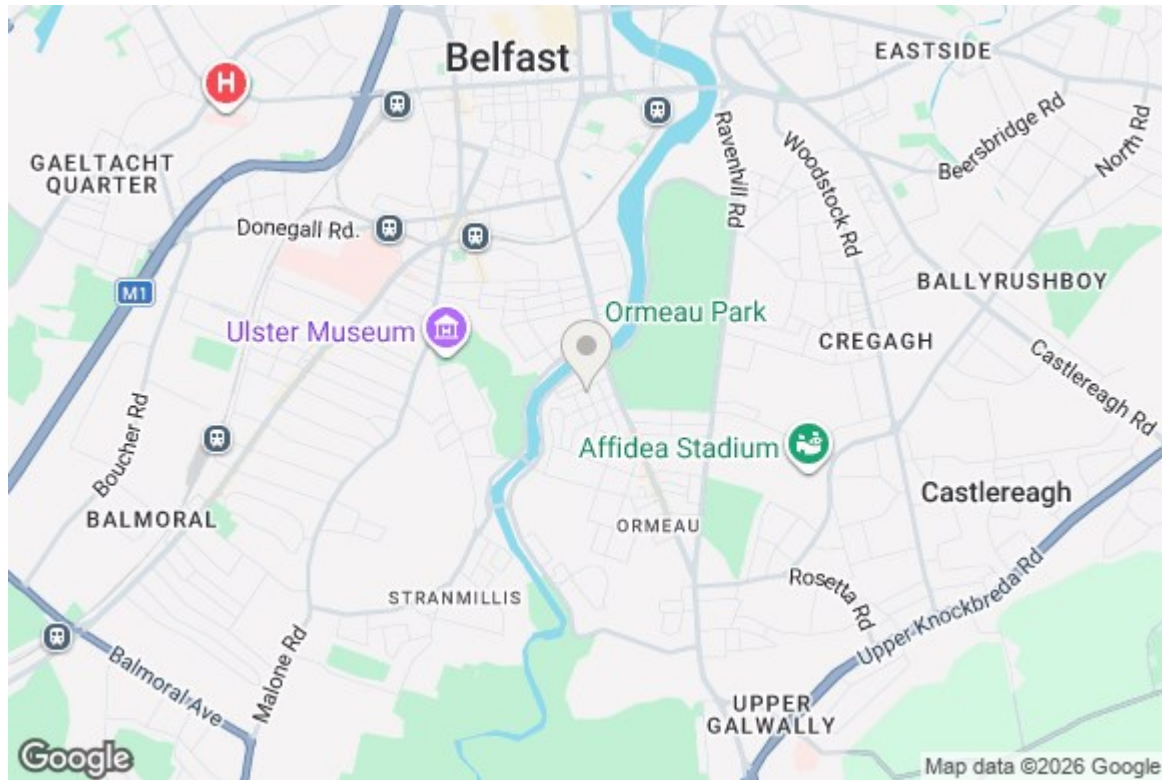 Belfast
EASTSIDE
H
GAELTACHT
QUARTER
Ravenhill Rd
Woodstock Rd
Beersbridge Rd
North Rd
Donegall Rd.
M1
BALLYRUSHBOY
Ulster Museum
Ormeau Park
CREGAGH
Castlereagh Rd
Boucher Rd
Affidea Stadium
Castlereagh
BALMORAL
ORMEAU
STRANMILLIS
Rosetta Rd
Upper Knockbreda Rd
Malone Rd
Balmoral Ave
UPPER
GALWALLY
Google
Map data ©2026 Google